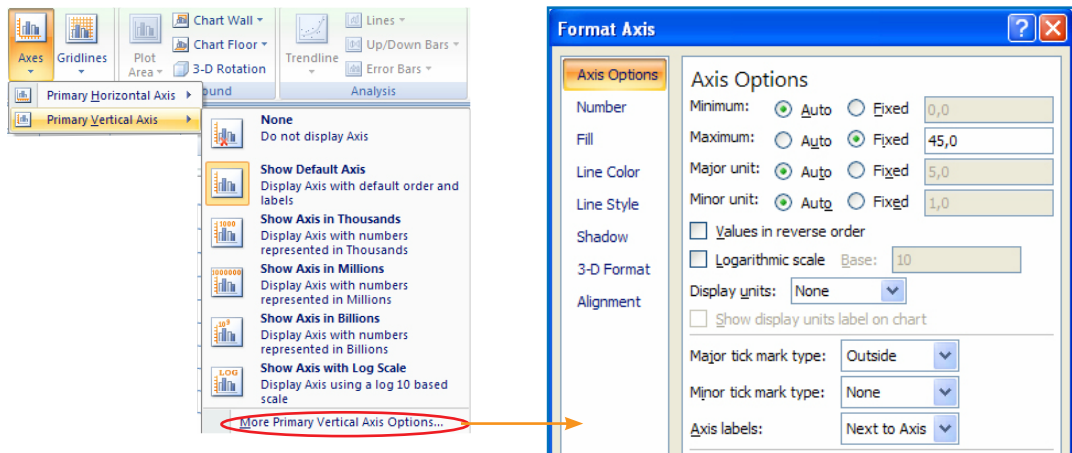 Chart Wall
Lines
Chart Floor
Up/Down Bars
Axes
Gridlines
Plot
Area
3-D Rotation
Trendline
Error Bars
Primary Horizontal Axis
ound
Analysis
Primary Vertical Axis
None
Do not display Axis
Show Default Axis
Display Axis with default order and
labels
1000
Show Axis in Thousands
Display Axis with numbers
represented in Thousands
1000000
Show Axis in Millions
Display Axis with numbers
represented in Millions
10⁹
Show Axis in Billions
Display Axis with numbers
represented in Billions
LOG
Show Axis with Log Scale
Display Axis using a log 10 based
scale
More Primary Vertical Axis Options...
Format Axis
Axis Options
Number
Fill
Line Color
Line Style
Shadow
3-D Format
Alignment
Axis Options
Minimum: Auto Fixed 0,0
Maximum: Auto Fixed 45,0
Major unit: Auto Fixed 5,0
Minor unit: Auto Fixed 1,0
Values in reverse order
Logarithmic scale Base: 10
Display units: None
Show display units label on chart
Major tick mark type: Outside
Minor tick mark type: None
Axis labels: Next to Axis